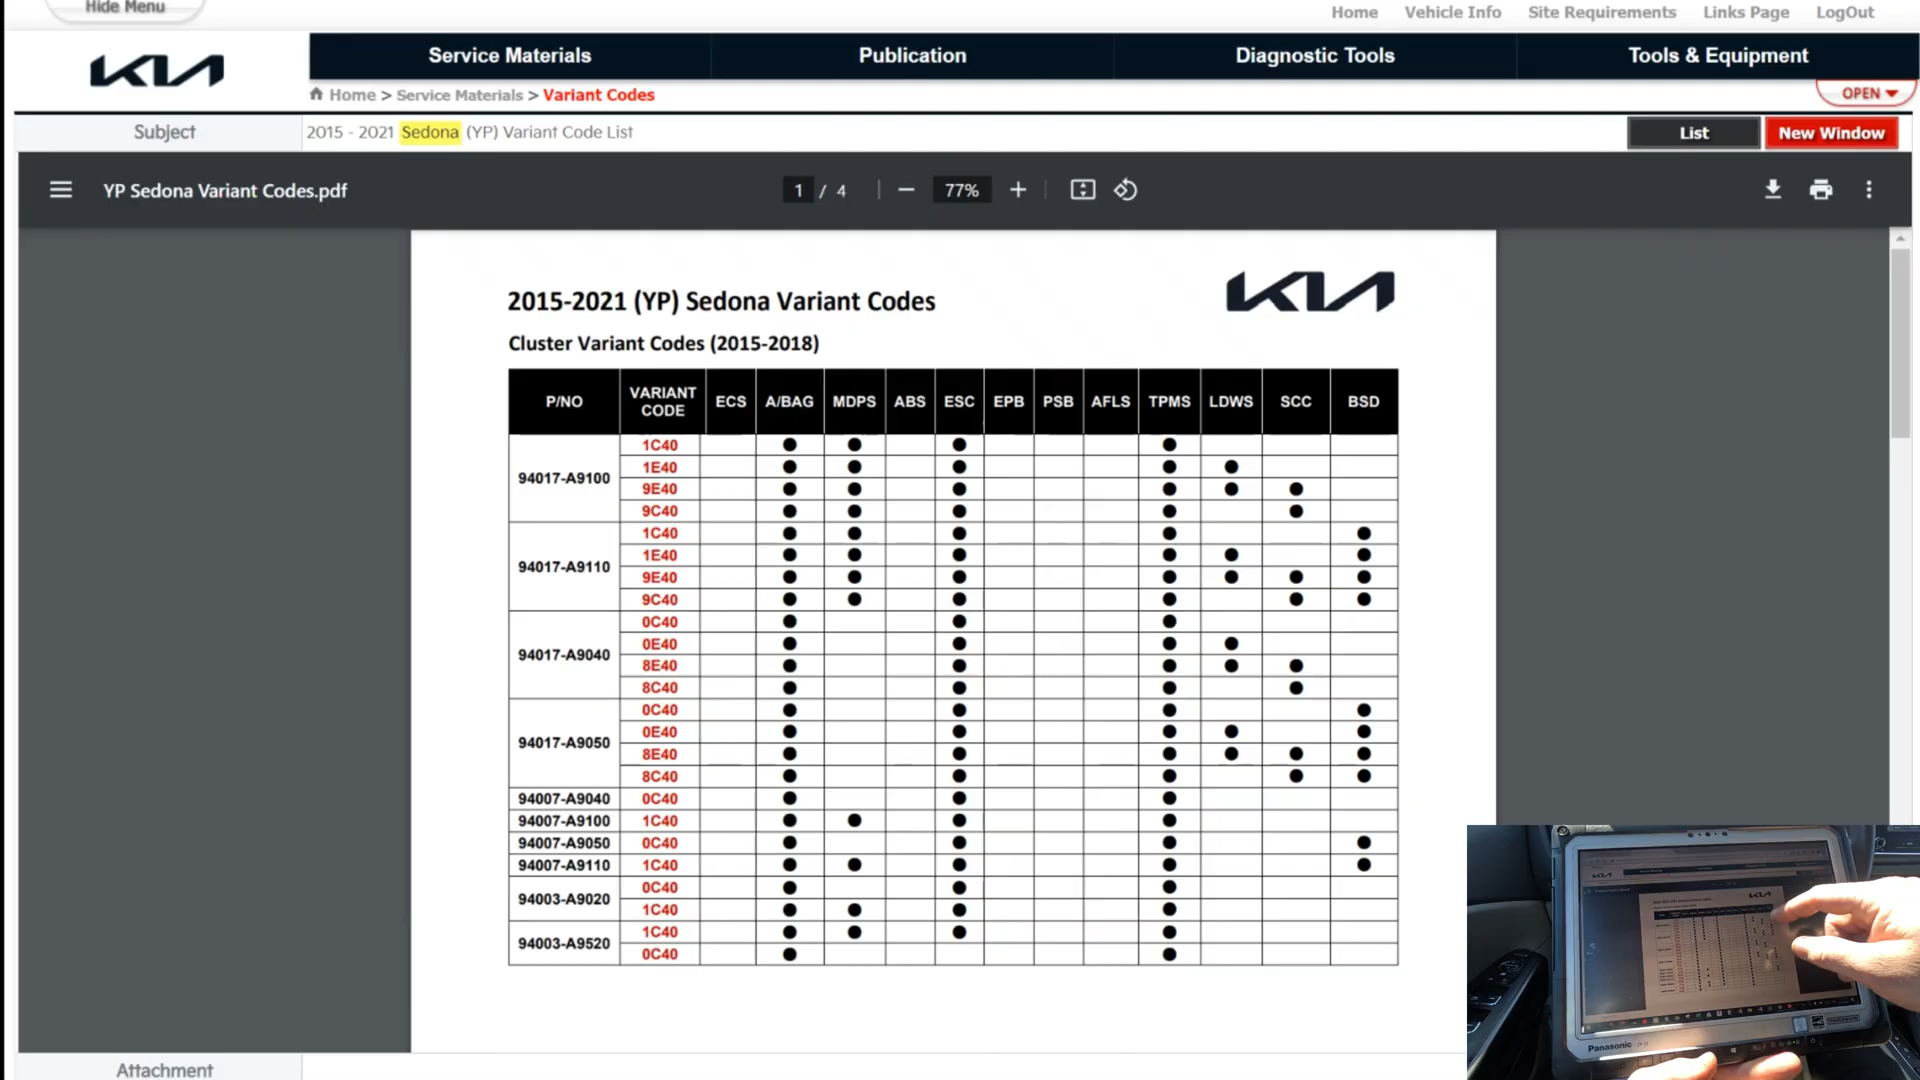 Hide Menu
Home Vehicle Info Site Requirements Links Page LogOut
KIA Service Materials Publication Diagnostic Tools Tools & Equipment
Home > Service Materials > Variant Codes
OPEN
Subject 2015 - 2021 Sedona (YP) Variant Code List List New Window
YP Sedona Variant Codes.pdf 1 / 4 77%
2015-2021 (YP) Sedona Variant Codes KIA
Cluster Variant Codes (2015-2018)
P/NO VARIANT CODE ECS A/BAG MDPS ABS ESC EPB PSB AFLS TPMS LDWS SCC BSD
94017-A9100
1C40
1E40
9E40
9C40
94017-A9110
1C40
1E40
9E40
9C40
94017-A9040
0C40
0E40
8E40
8C40
94017-A9050
0C40
0E40
8E40
8C40
94007-A9040 0C40
94007-A9100 1C40
94007-A9050 0C40
94007-A9110 1C40
94003-A9020
0C40
1C40
94003-A9520
1C40
0C40
Attachment
KIA
Panasonic